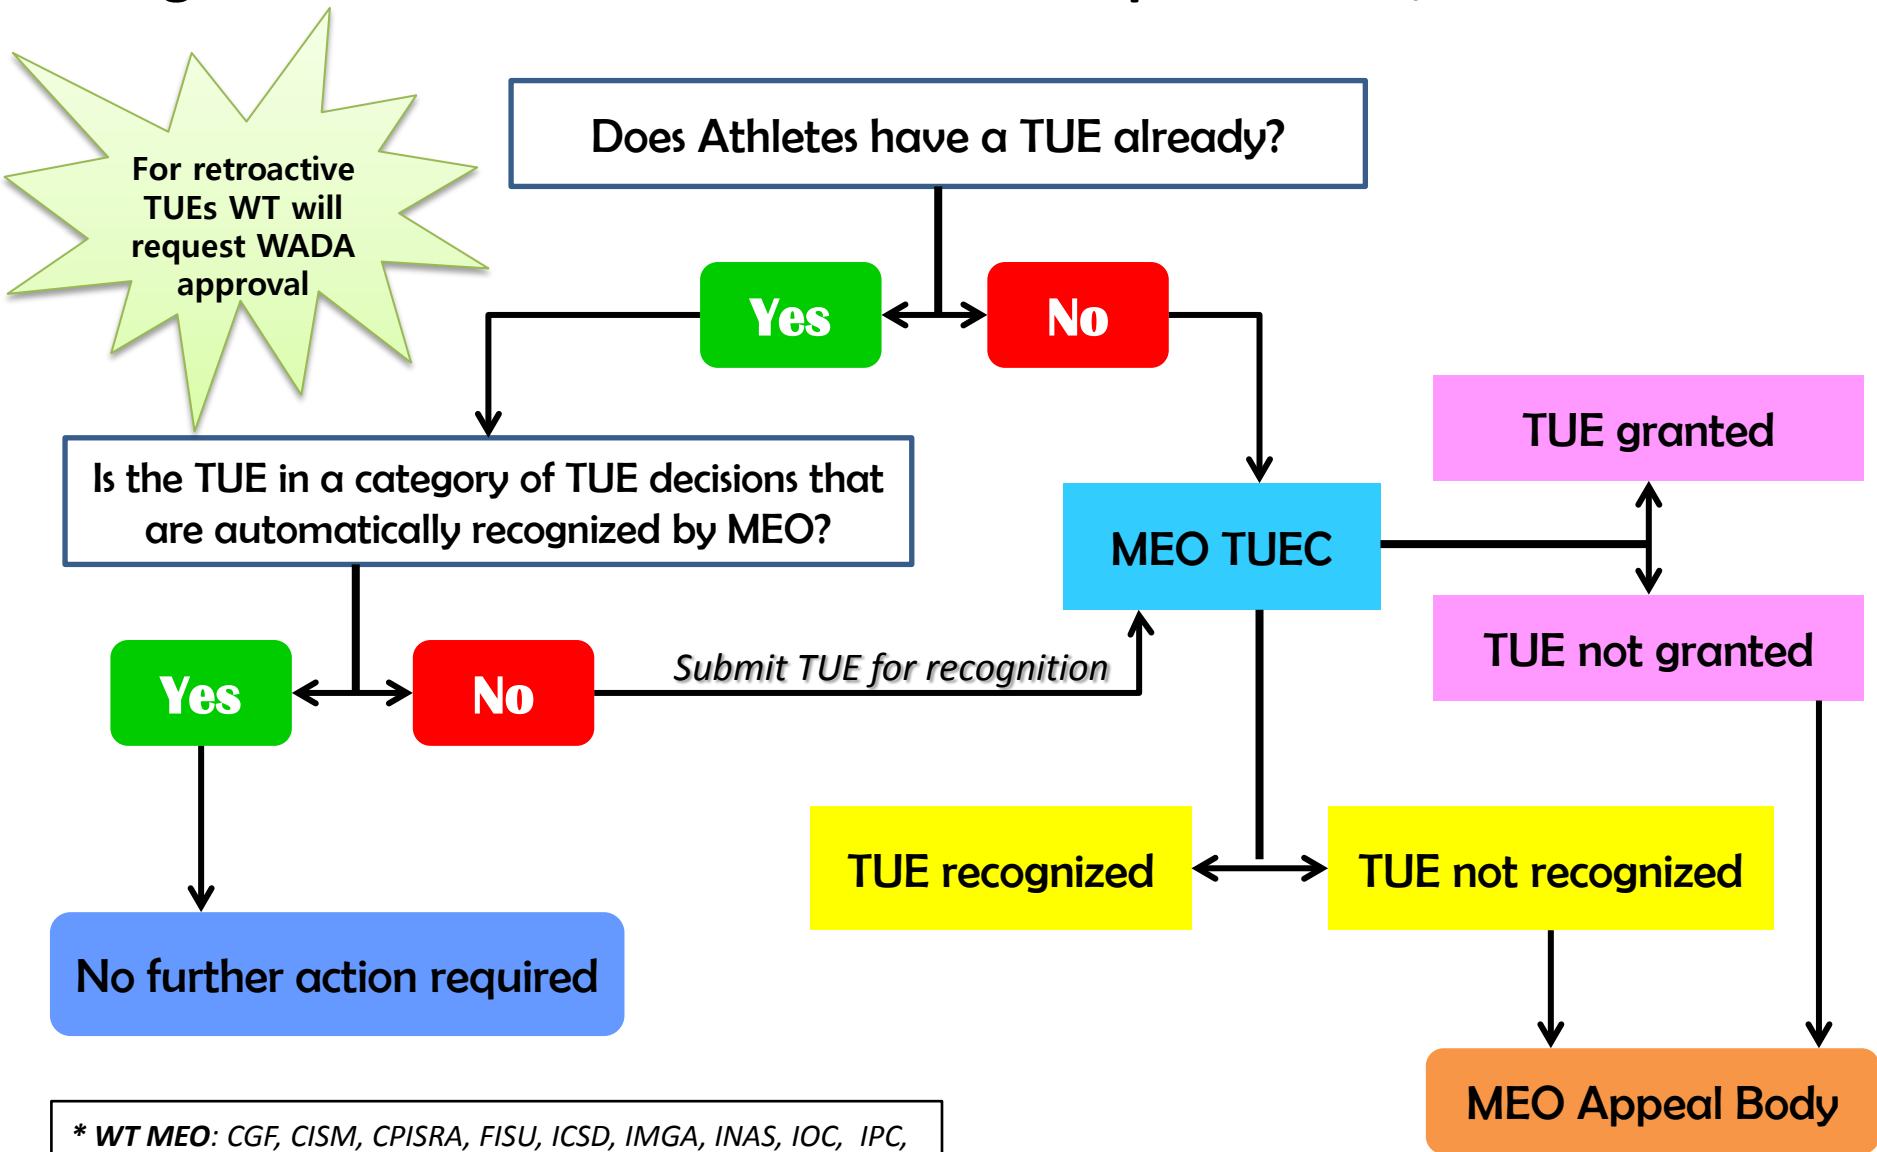 Does Athletes have a TUE already?
For retroactive
TUEs WT will
request WADA
approval
Yes
No
TUE granted
Is the TUE in a category of TUE decisions that
are automatically recognized by MEO?
MEO TUEC
TUE not granted
Yes
No
Submit TUE for recognition
TUE recognized
TUE not recognized
No further action required
MEO Appeal Body
* WT MEO: CGF, CISM, CPISRA, FISU, ICSD, IMGA, INAS, IOC, IPC,